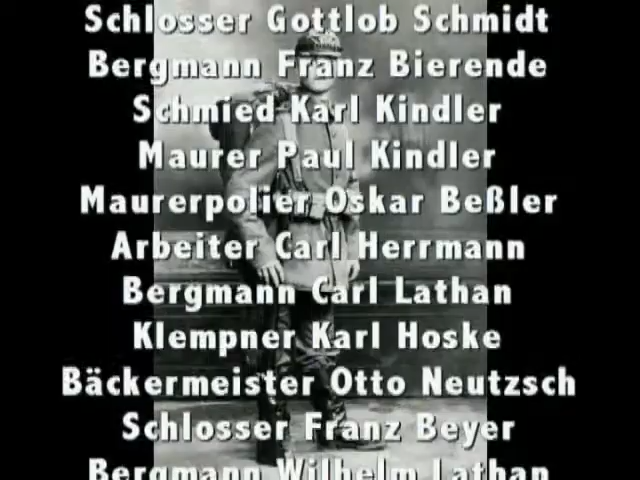 Schlosser Gottlob Schmidt
Bergmann Franz Bierende
Schmied Karl Kindler
Maurer Paul Kindler
Maurerpolier Oskar Beßler
Arbeiter Carl Herrmann
Bergmann Carl Lathan
Klempner Karl Hoske
Bäckermeister Otto Neutzsch
Schlosser Franz Beyer
Bergmann Wilhelm Lathan